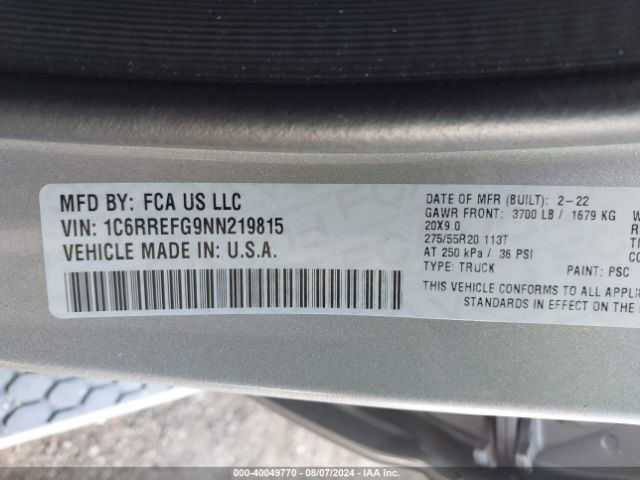 MFD BY: FCA US LLC
VIN: 1C6RREFG9NN219815
VEHICLE MADE IN: U.S.A.
DATE OF MFR (BUILT): 2-22
GAWR FRONT: 3700 LB / 1679 KG
20X9.0
275/55R20 113T
AT 250 kPa / 36 PSI
TYPE: TRUCK PAINT: PSC
THIS VEHICLE CONFORMS TO ALL APPLI
STANDARDS IN EFFECT ON THE
000-40049770 - 08/07/2024 - IAA Inc.